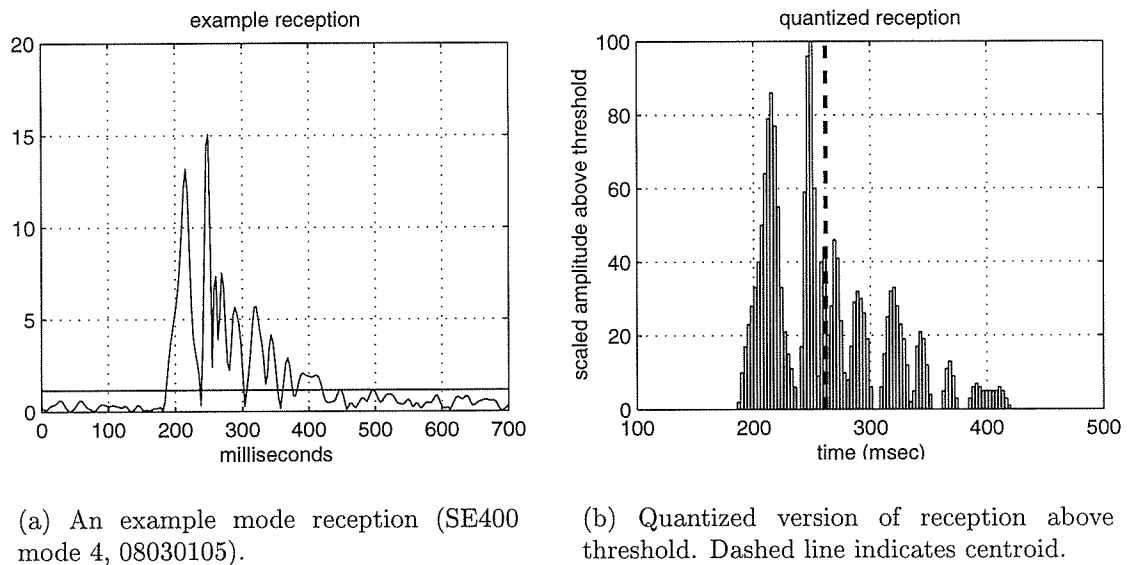 example reception
20
15
10
5
0
0 100 200 300 400 500 600 700
milliseconds
quantized reception
scaled amplitude above threshold
100
80
60
40
20
0
100 200 300 400 500
time (msec)
(a) An example mode reception (SE400
mode 4, 08030105).
(b) Quantized version of reception above
threshold. Dashed line indicates centroid.